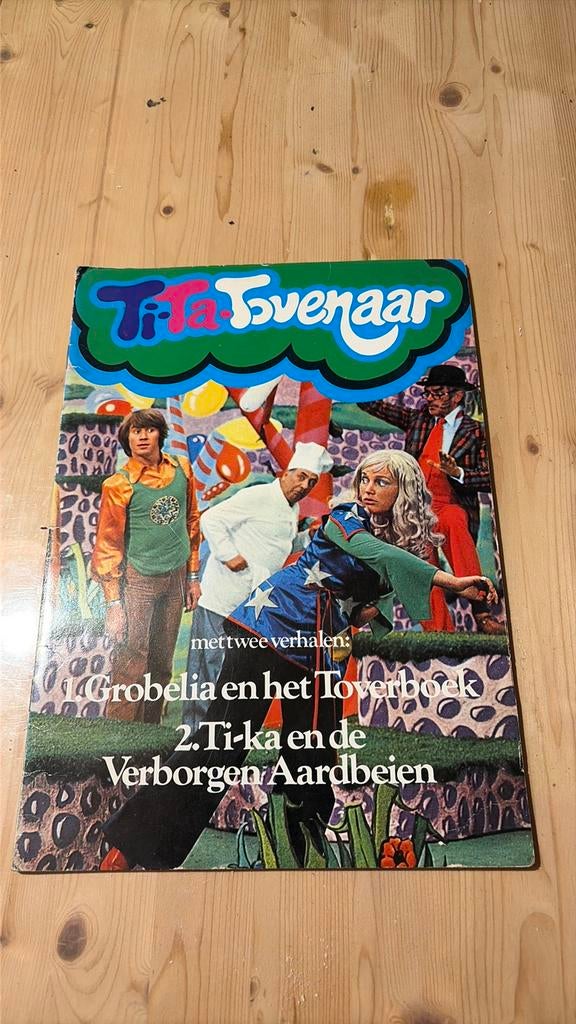 Ti-Ta-Tovenaar
met twee verhalen:
1. Grobelia en het Toverboek
2. Ti-ka en de
Verborgen Aardbeien